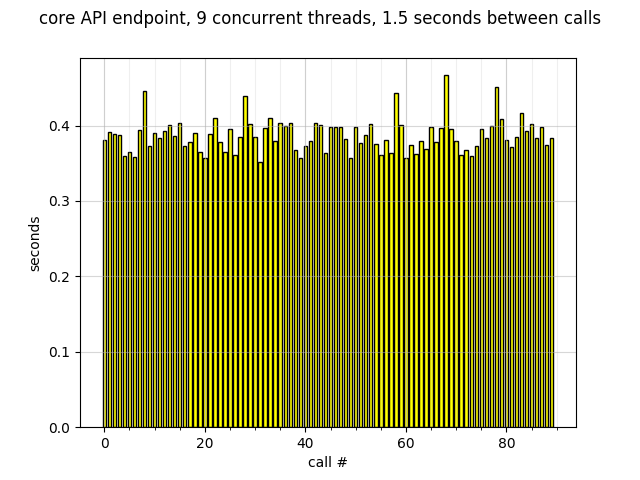 core API endpoint, 9 concurrent threads, 1.5 seconds between calls
seconds
0.4
0.3
0.2
0.1
0.0
0 20 40 60 80
call #